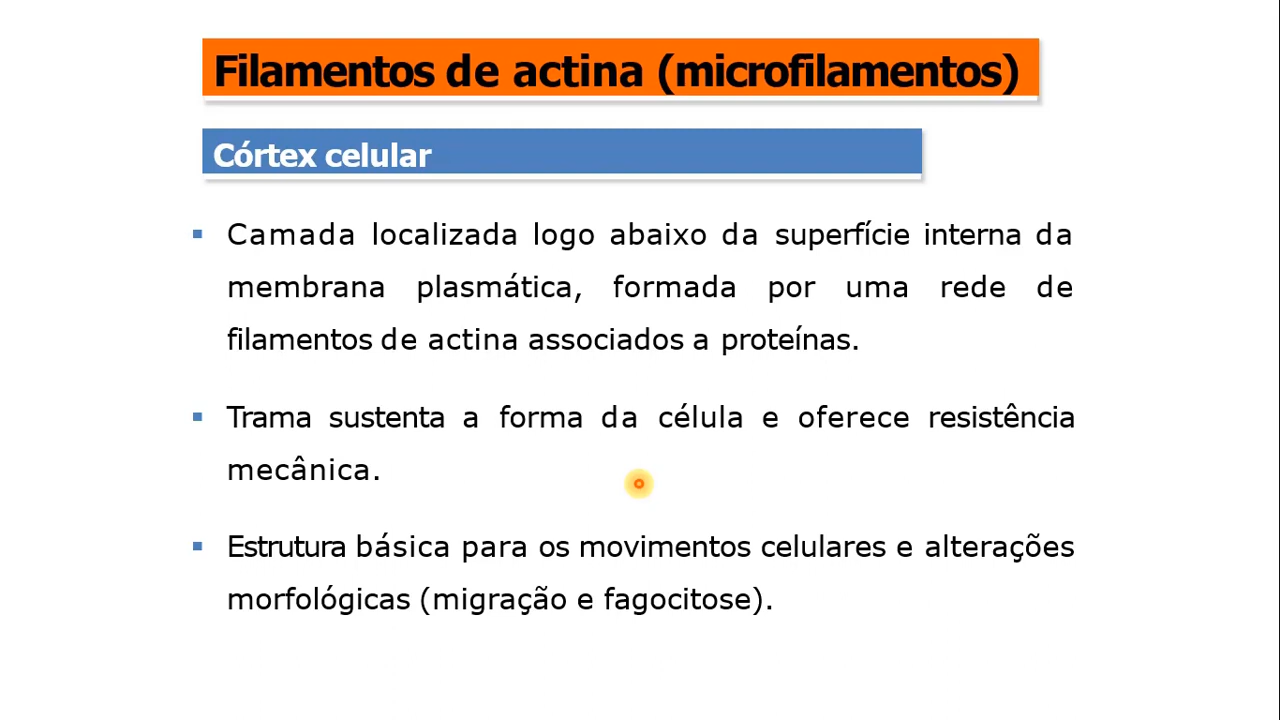 Filamentos de actina (microfilamentos)
Córtex celular
▪ Camada localizada logo abaixo da superfície interna da
membrana plasmática, formada por uma rede de
filamentos de actina associados a proteínas.
▪ Trama sustenta a forma da célula e oferece resistência
mecânica.
▪ Estrutura básica para os movimentos celulares e alterações
morfológicas (migração e fagocitose).